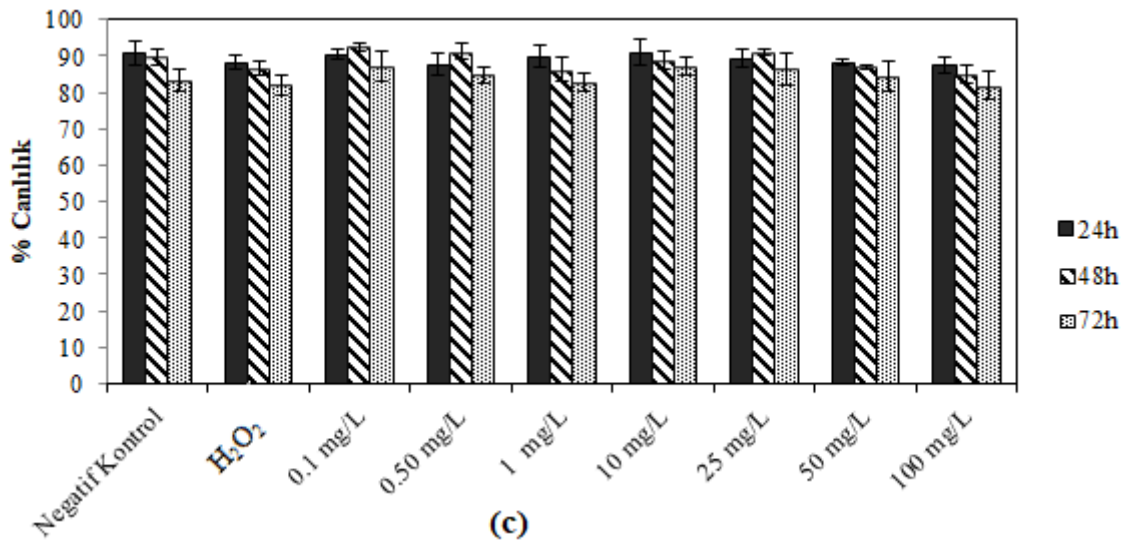 100
90
80
70
60
50
40
30
20
10
0
% Canlılık
Negatif Kontrol
H₂O₂
0.1 mg/L
0.50 mg/L
1 mg/L
10 mg/L
25 mg/L
50 mg/L
100 mg/L
24h
48h
72h
(c)